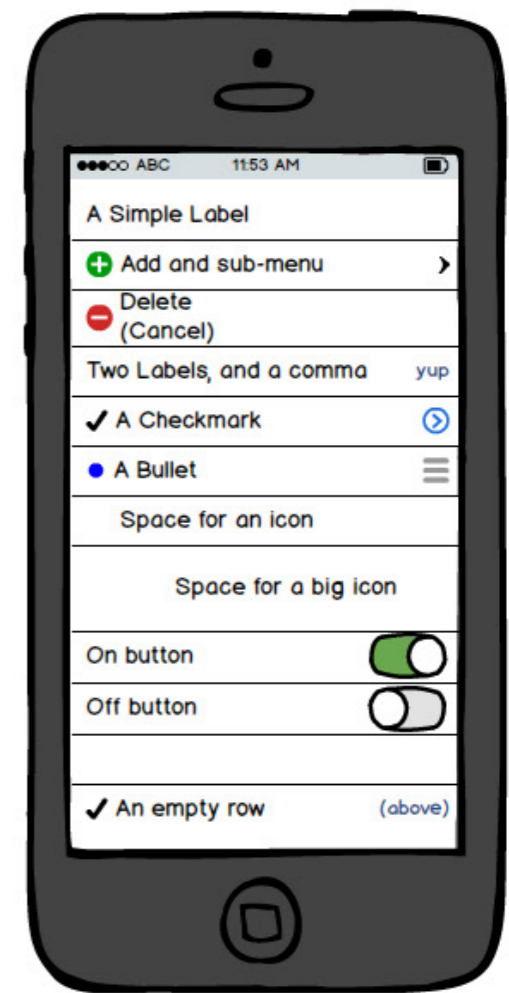 ABC 11:53 AM
A Simple Label
Add and sub-menu
Delete
(Cancel)
Two Labels, and a comma yup
A Checkmark
A Bullet
Space for an icon
Space for a big icon
On button
Off button
An empty row (above)